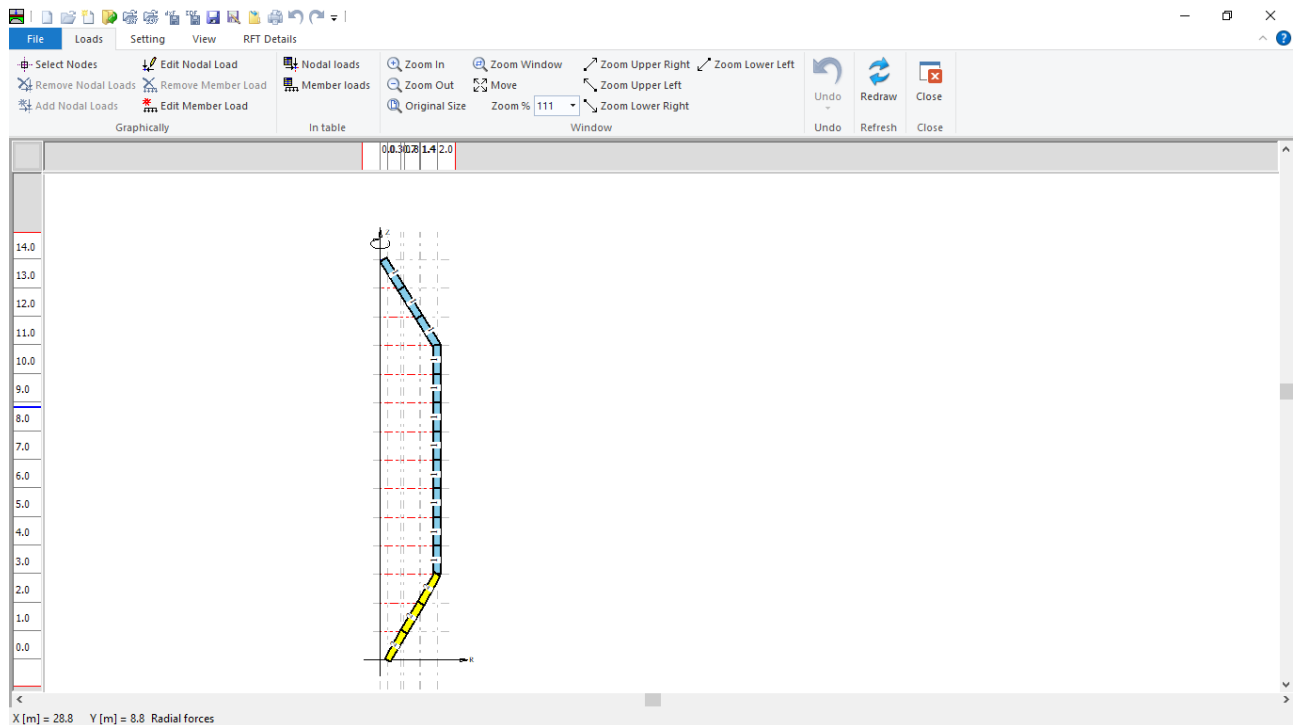 File Loads Setting View RFT Details
Select Nodes Edit Nodal Load Nodal loads Zoom In Zoom Window Zoom Upper Right Zoom Lower Left
Remove Nodal Loads Remove Member Load Member loads Zoom Out Move Zoom Upper Left
Add Nodal Loads Edit Member Load Original Size Zoom % 111 Zoom Lower Right
Undo Redraw Close
Graphically In table Window Undo Refresh Close
1.4 2.0
Z
14.0
13.0
12.0
11.0
10.0
9.0
8.0
7.0
6.0
5.0
4.0
3.0
2.0
1.0
0.0
R
X [m] = 28.8 Y [m] = 8.8 Radial forces